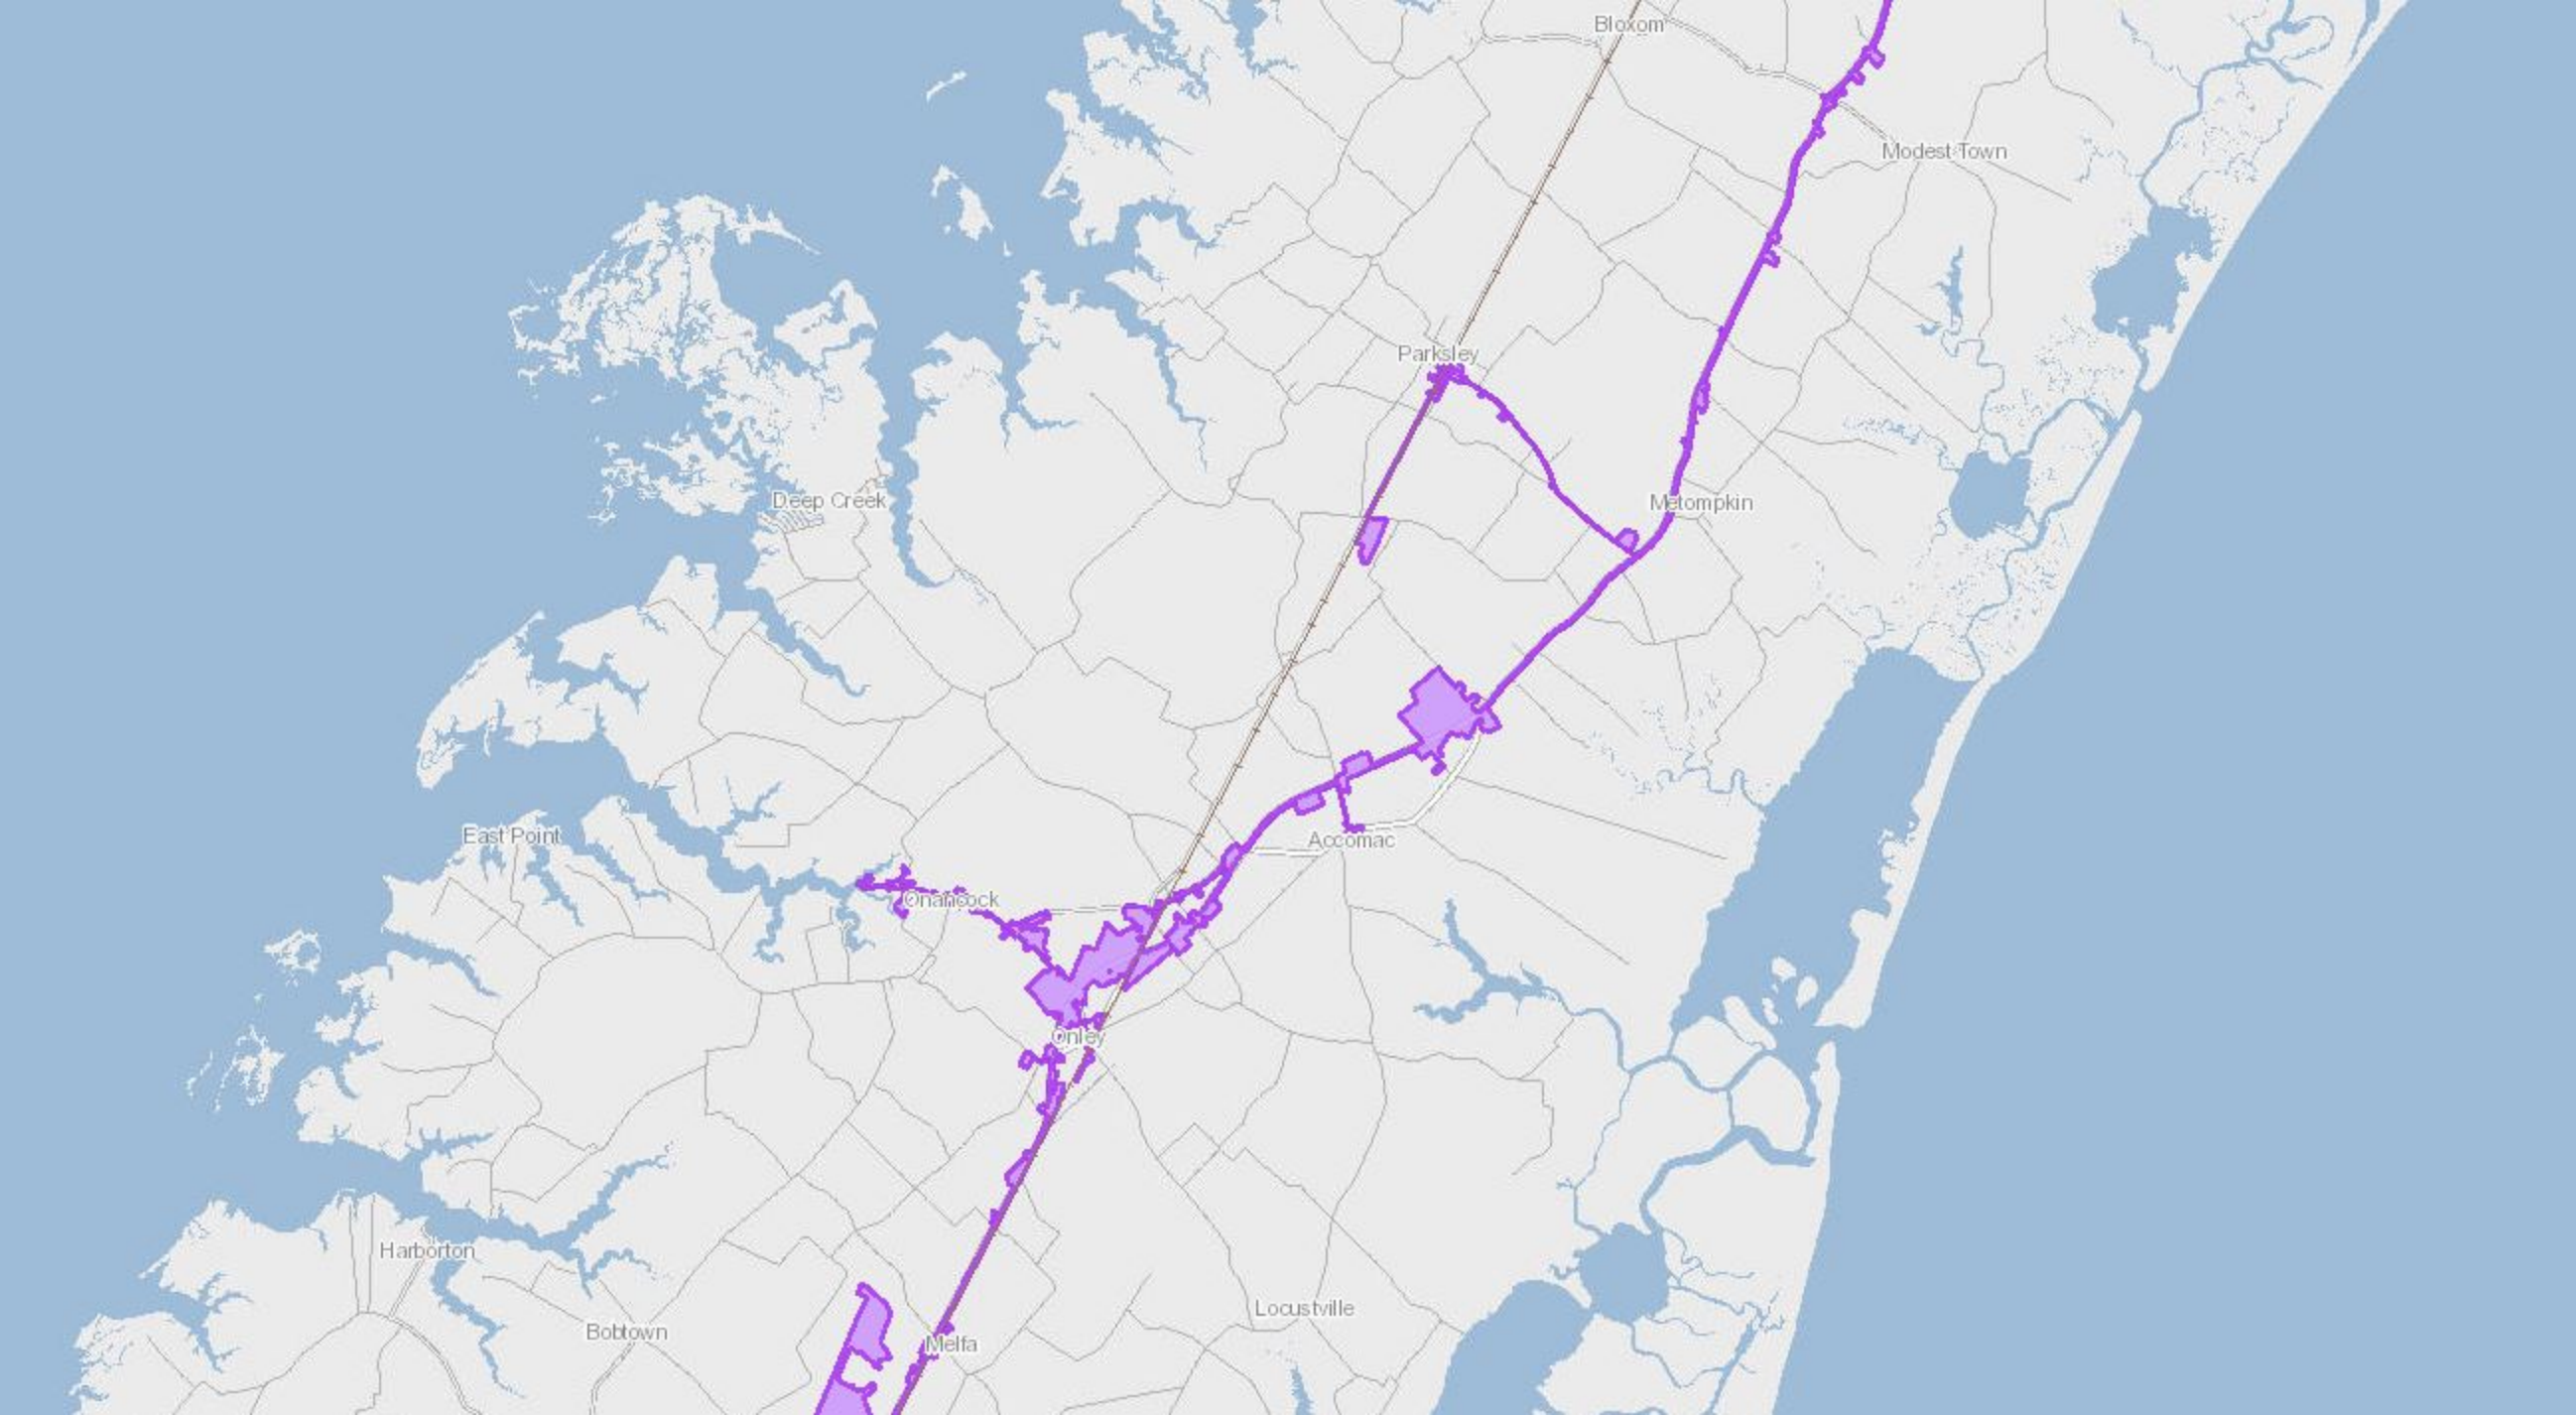 Bloxom
Modest Town
Parksley
Deep Creek
Metompkin
East Point
Accomac
Onancock
Onley
Harborton
Locustville
Bobtown
Melfa